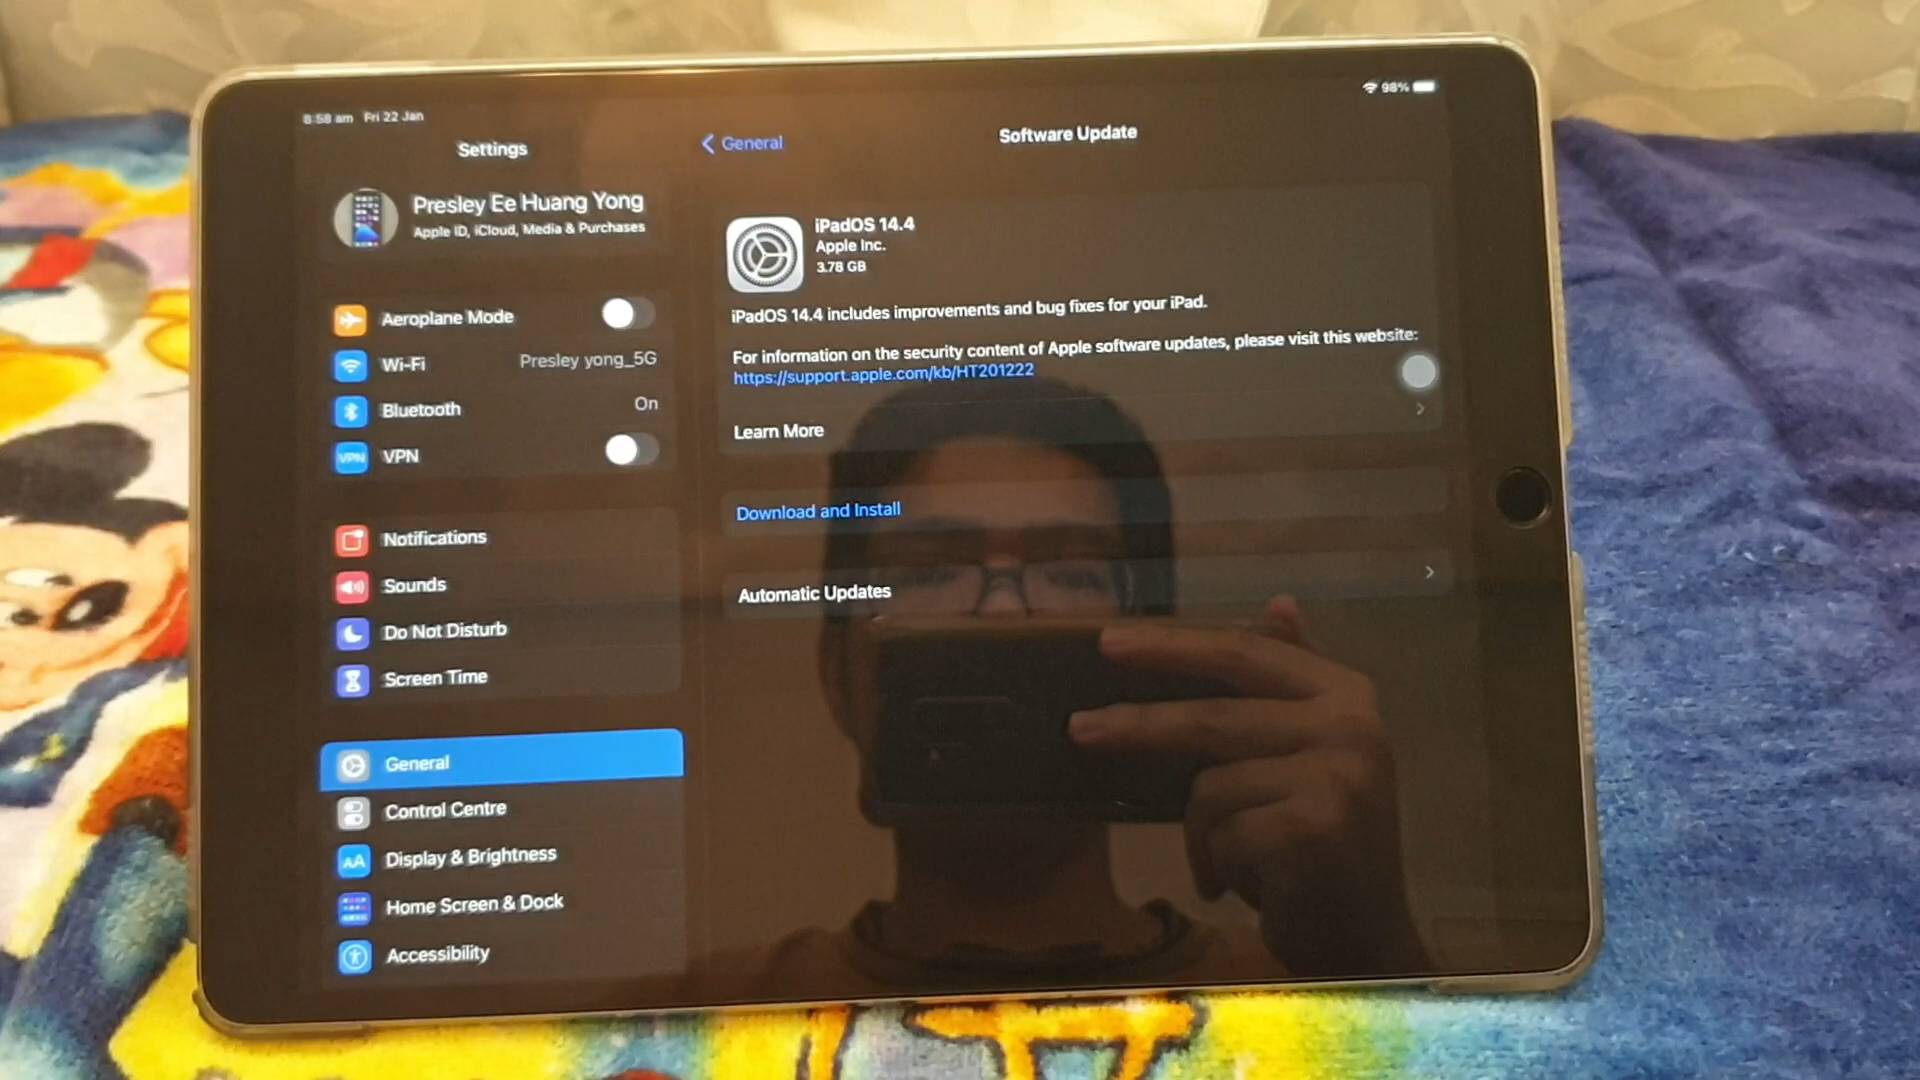 8:58 am Fri 22 Jan
98%
Settings
Presley Ee Huang Yong
Apple ID, iCloud, Media & Purchases
Aeroplane Mode
Wi-Fi Presley yong_5G
Bluetooth On
VPN VPN
Notifications
Sounds
Do Not Disturb
Screen Time
General
Control Centre
AA Display & Brightness
Home Screen & Dock
Accessibility
General
Software Update
iPadOS 14.4
Apple Inc.
3.78 GB
iPadOS 14.4 includes improvements and bug fixes for your iPad.
For information on the security content of Apple software updates, please visit this website:
https://support.apple.com/kb/HT201222
Learn More
Download and Install
Automatic Updates